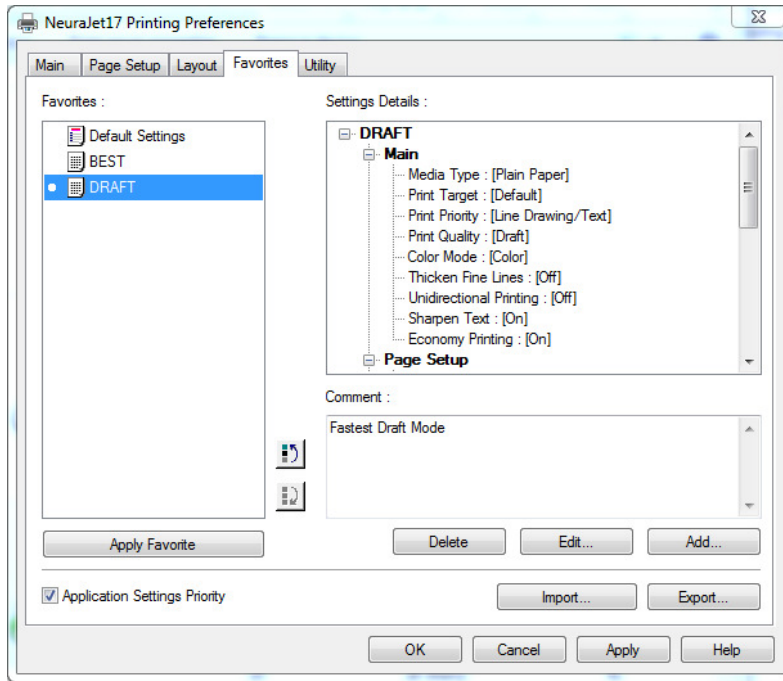 NeuraJet17 Printing Preferences
Main Page Setup Layout Favorites Utility
Favorites :
Default Settings
BEST
DRAFT
Apply Favorite
Settings Details :
DRAFT
Main
Media Type : [Plain Paper]
Print Target : [Default]
Print Priority : [Line Drawing/Text]
Print Quality : [Draft]
Color Mode : [Color]
Thicken Fine Lines : [Off]
Unidirectional Printing : [Off]
Sharpen Text : [On]
Economy Printing : [On]
Page Setup
Comment :
Fastest Draft Mode
Delete Edit... Add...
Application Settings Priority
Import... Export...
OK Cancel Apply Help